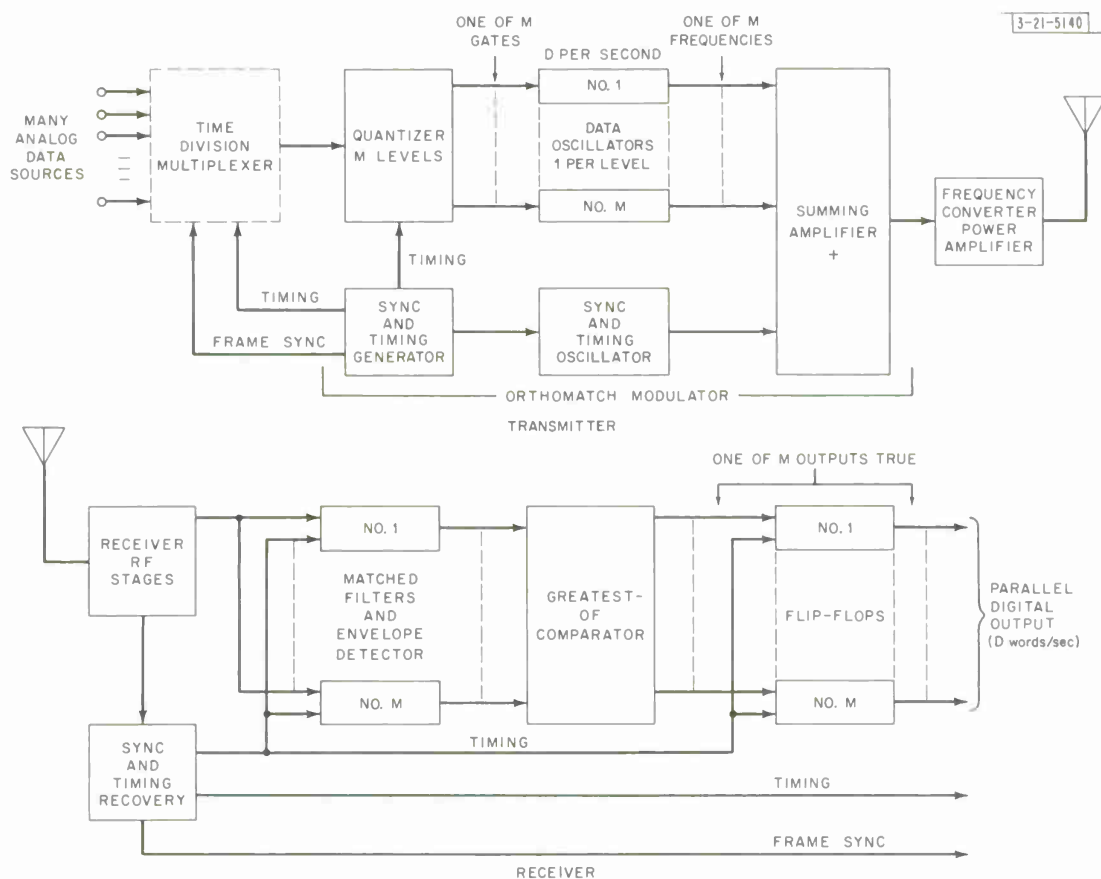 3-21-5140
ONE OF M
GATES
D PER SECOND
ONE OF M
FREQUENCIES
MANY
ANALOG
DATA
SOURCES
TIME
DIVISION
MULTIPLEXER
QUANTIZER
M LEVELS
NO. 1
DATA
OSCILLATORS
1 PER LEVEL
NO. M
SUMMING
AMPLIFIER
+
FREQUENCY
CONVERTER
POWER
AMPLIFIER
TIMING
TIMING
FRAME SYNC
SYNC
AND
TIMING
GENERATOR
SYNC
AND
TIMING
OSCILLATOR
ORTHOMATCH MODULATOR
TRANSMITTER
ONE OF M OUTPUTS TRUE
RECEIVER
RF
STAGES
NO. 1
MATCHED
FILTERS
AND
ENVELOPE
DETECTOR
NO. M
GREATEST-
OF
COMPARATOR
NO. 1
FLIP-FLOPS
NO. M
PARALLEL
DIGITAL
OUTPUT
(D words/sec)
SYNC
AND
TIMING
RECOVERY
TIMING
TIMING
FRAME SYNC
RECEIVER